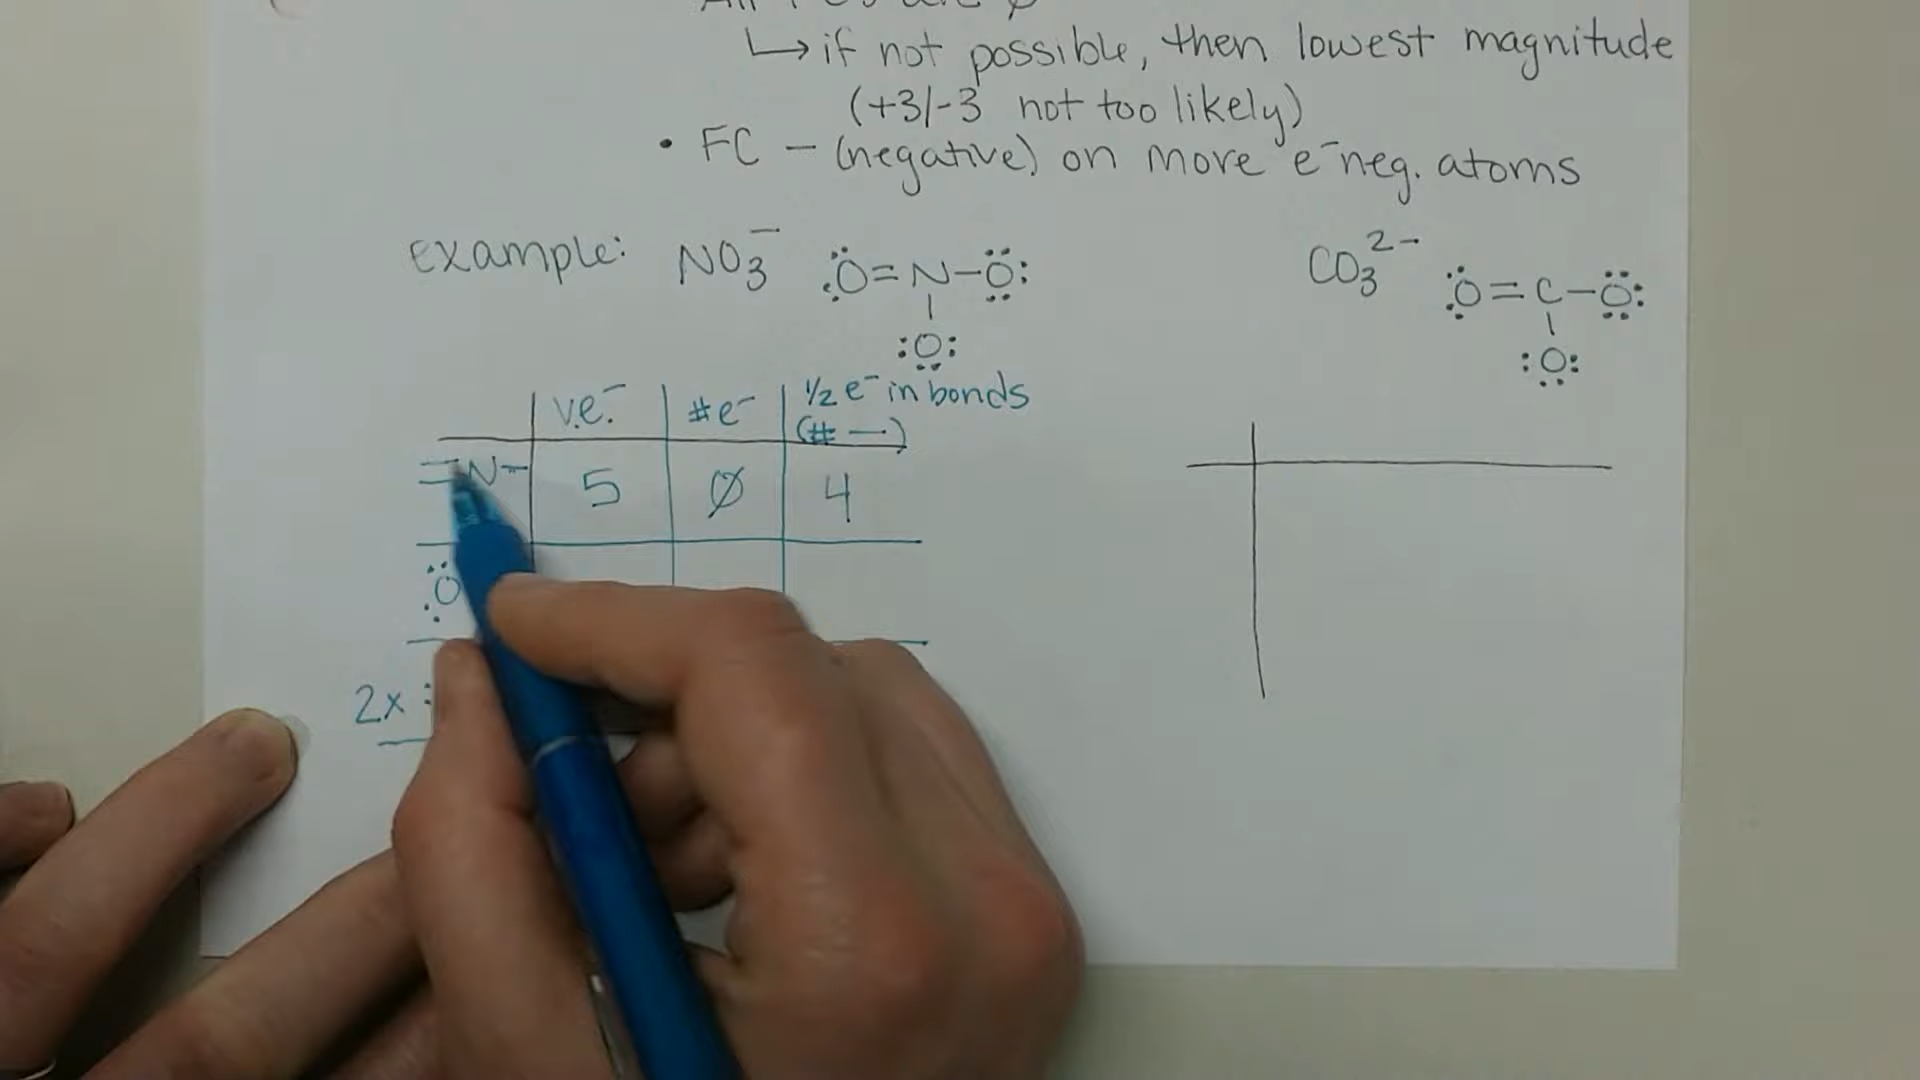 ↳ if not possible, then lowest magnitude
(+3/-3 not too likely)
• FC - (negative) on more e⁻neg. atoms
example: NO₃⁻ O=N-O: CO₃²⁻ O=C-O:
:O: :O:
v.e.⁻ #e⁻ ½ e⁻ in bonds
(# —)
=N- 5 Ø 4
O
2x :